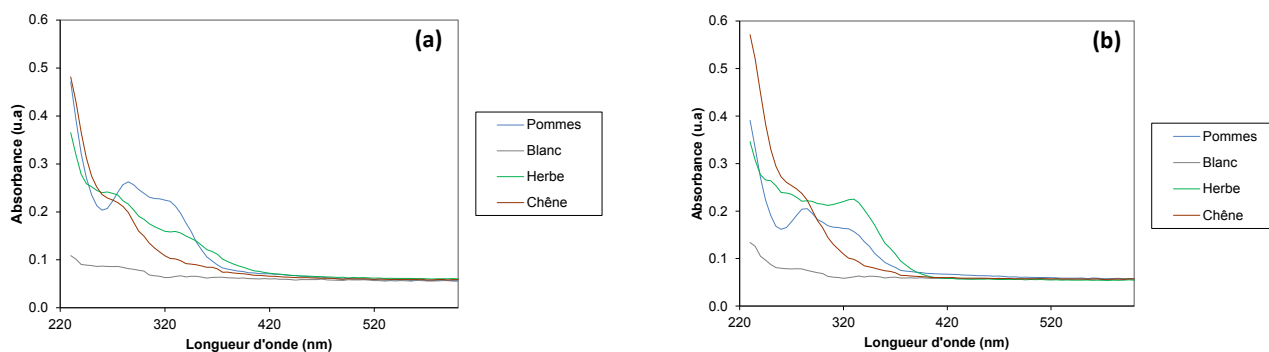 (a)
0.6
0.5
0.4
0.3
0.2
0.1
0.0
220
320
420
520
Absorbance (u.a)
Longueur d'onde (nm)
Pommes
Blanc
Herbe
Chêne
(b)
0.6
0.5
0.4
0.3
0.2
0.1
0.0
220
320
420
520
Absorbance (u.a)
Longueur d'onde (nm)
Pommes
Blanc
Herbe
Chêne